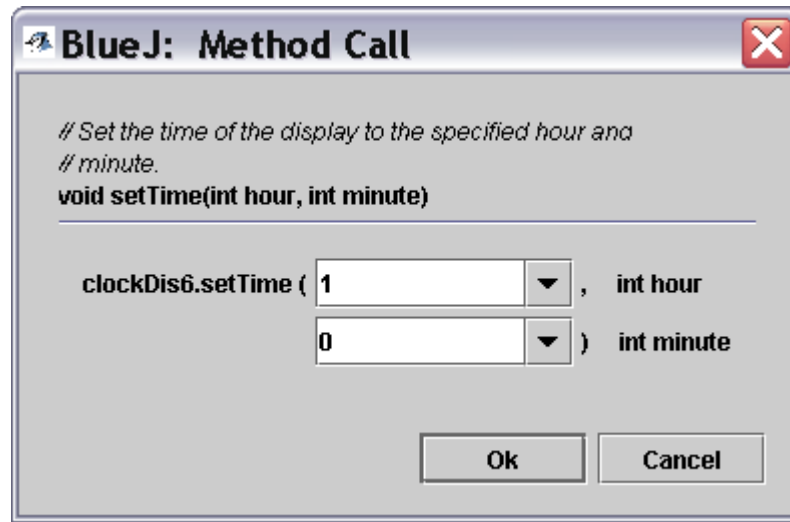 BlueJ: Method Call
// Set the time of the display to the specified hour and
// minute.
void setTime(int hour, int minute)
clockDis6.setTime ( 1 , int hour
0 ) int minute
Ok Cancel